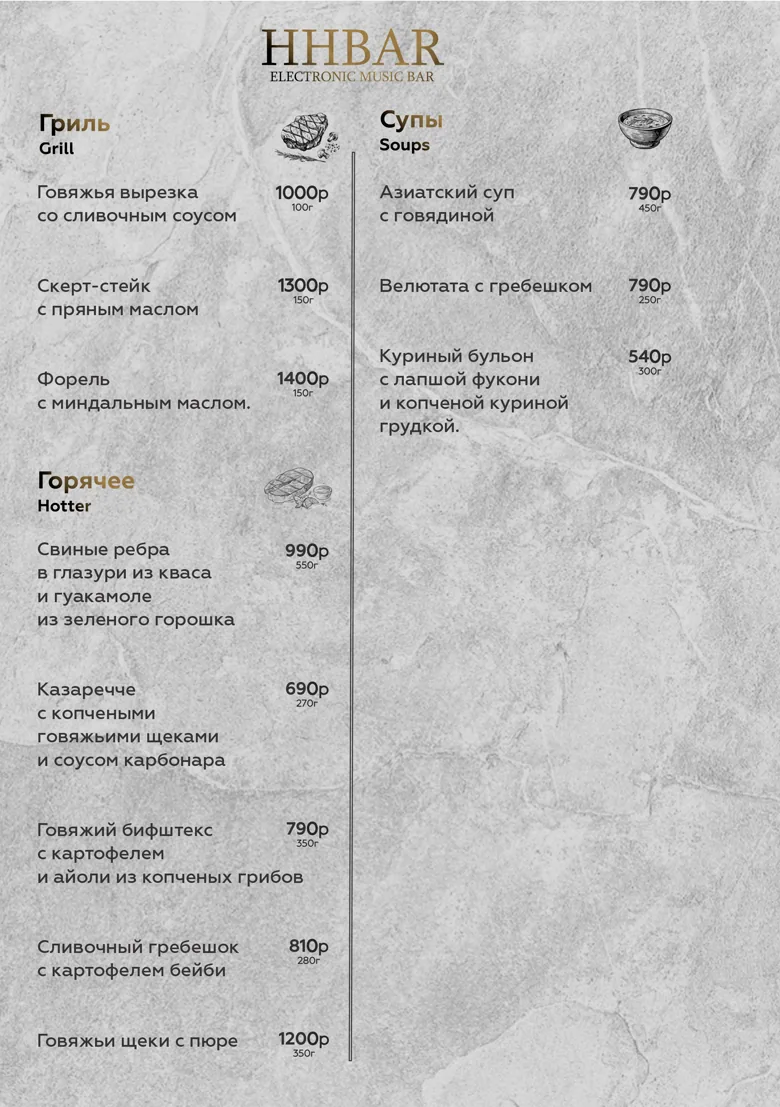 HHBAR
ELECTRONIC MUSIC BAR
Гриль
Grill
Говяжья вырезка 1000р
со сливочным соусом 100г
Скерт-стейк 1300р
с пряным маслом 150г
Форель 1400р
с миндальным маслом. 150г
Горячее
Hotter
Свиные ребра 990р
в глазури из кваса 550г
и гуакамоле
из зеленого горошка
Казаречче 690р
с копчеными 270г
говяжьими щеками
и соусом карбонара
Говяжий бифштекс 790р
с картофелем 350г
и айоли из копченых грибов
Сливочный гребешок 810р
с картофелем бейби 280г
Говяжьи щеки с пюре 1200р
350г
Супы
Soups
Азиатский суп 790р
с говядиной 450г
Велютата с гребешком 790р
250г
Куриный бульон 540р
с лапшой фукони 300г
и копченой куриной
грудкой.